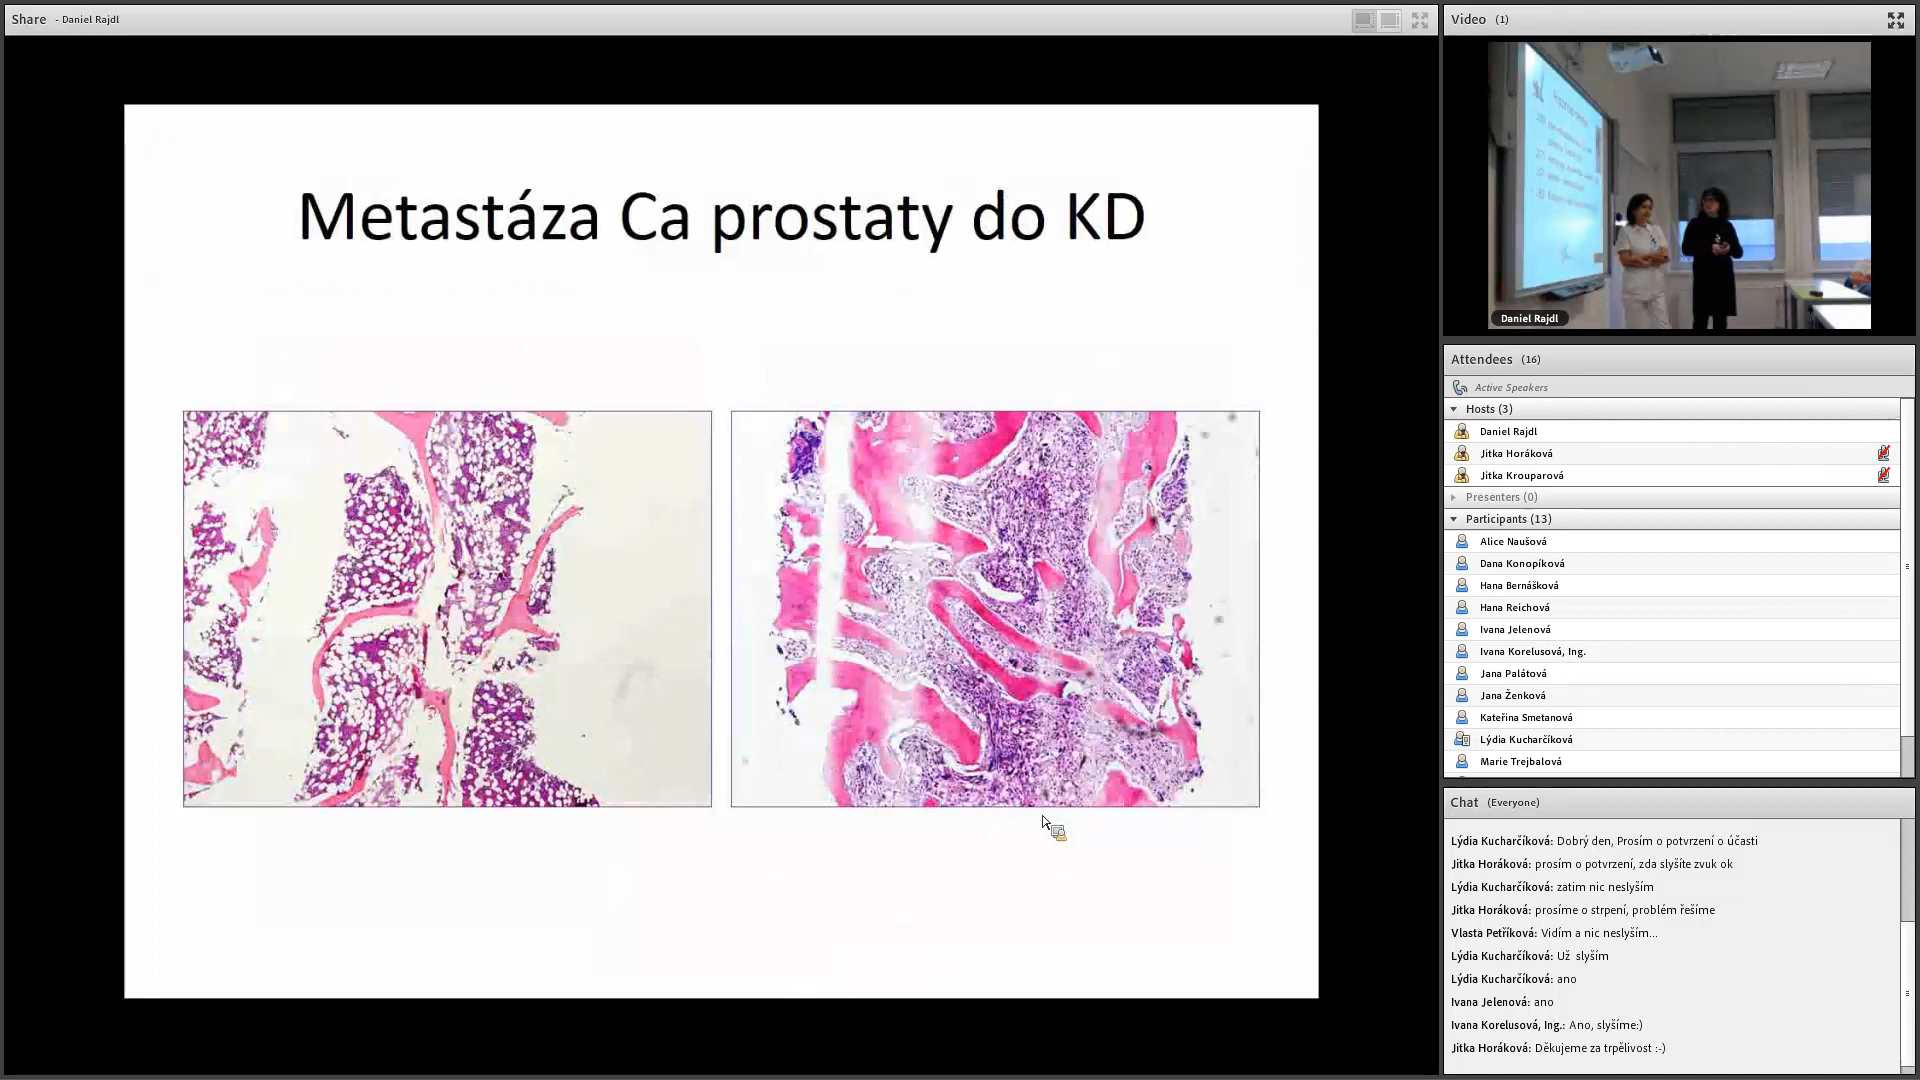 Share - Daniel Rajdl
Metastáza Ca prostaty do KD
Video (1)
Daniel Rajdl
Attendees (16)
Active Speakers
Hosts (3)
Daniel Rajdl
Jitka Horáková
Jitka Krouparová
Presenters (0)
Participants (13)
Alice Naušová
Dana Konopíková
Hana Bernášková
Hana Reichová
Ivana Jelenová
Ivana Korelusová, Ing.
Jana Palátová
Jana Ženková
Kateřina Smetanová
Lýdia Kucharčíková
Marie Trejbalová
Chat (Everyone)
Lýdia Kucharčíková: Dobrý den, Prosím o potvrzení o účasti
Jitka Horáková: prosím o potvrzení, zda slyšíte zvuk ok
Lýdia Kucharčíková: zatim nic neslyším
Jitka Horáková: prosíme o strpení, problém řešíme
Vlasta Petříková: Vidím a nic neslyším...
Lýdia Kucharčíková: Už slyším
Lýdia Kucharčíková: ano
Ivana Jelenová: ano
Ivana Korelusová, Ing.: Ano, slyšíme:)
Jitka Horáková: Děkujeme za trpělivost :-)